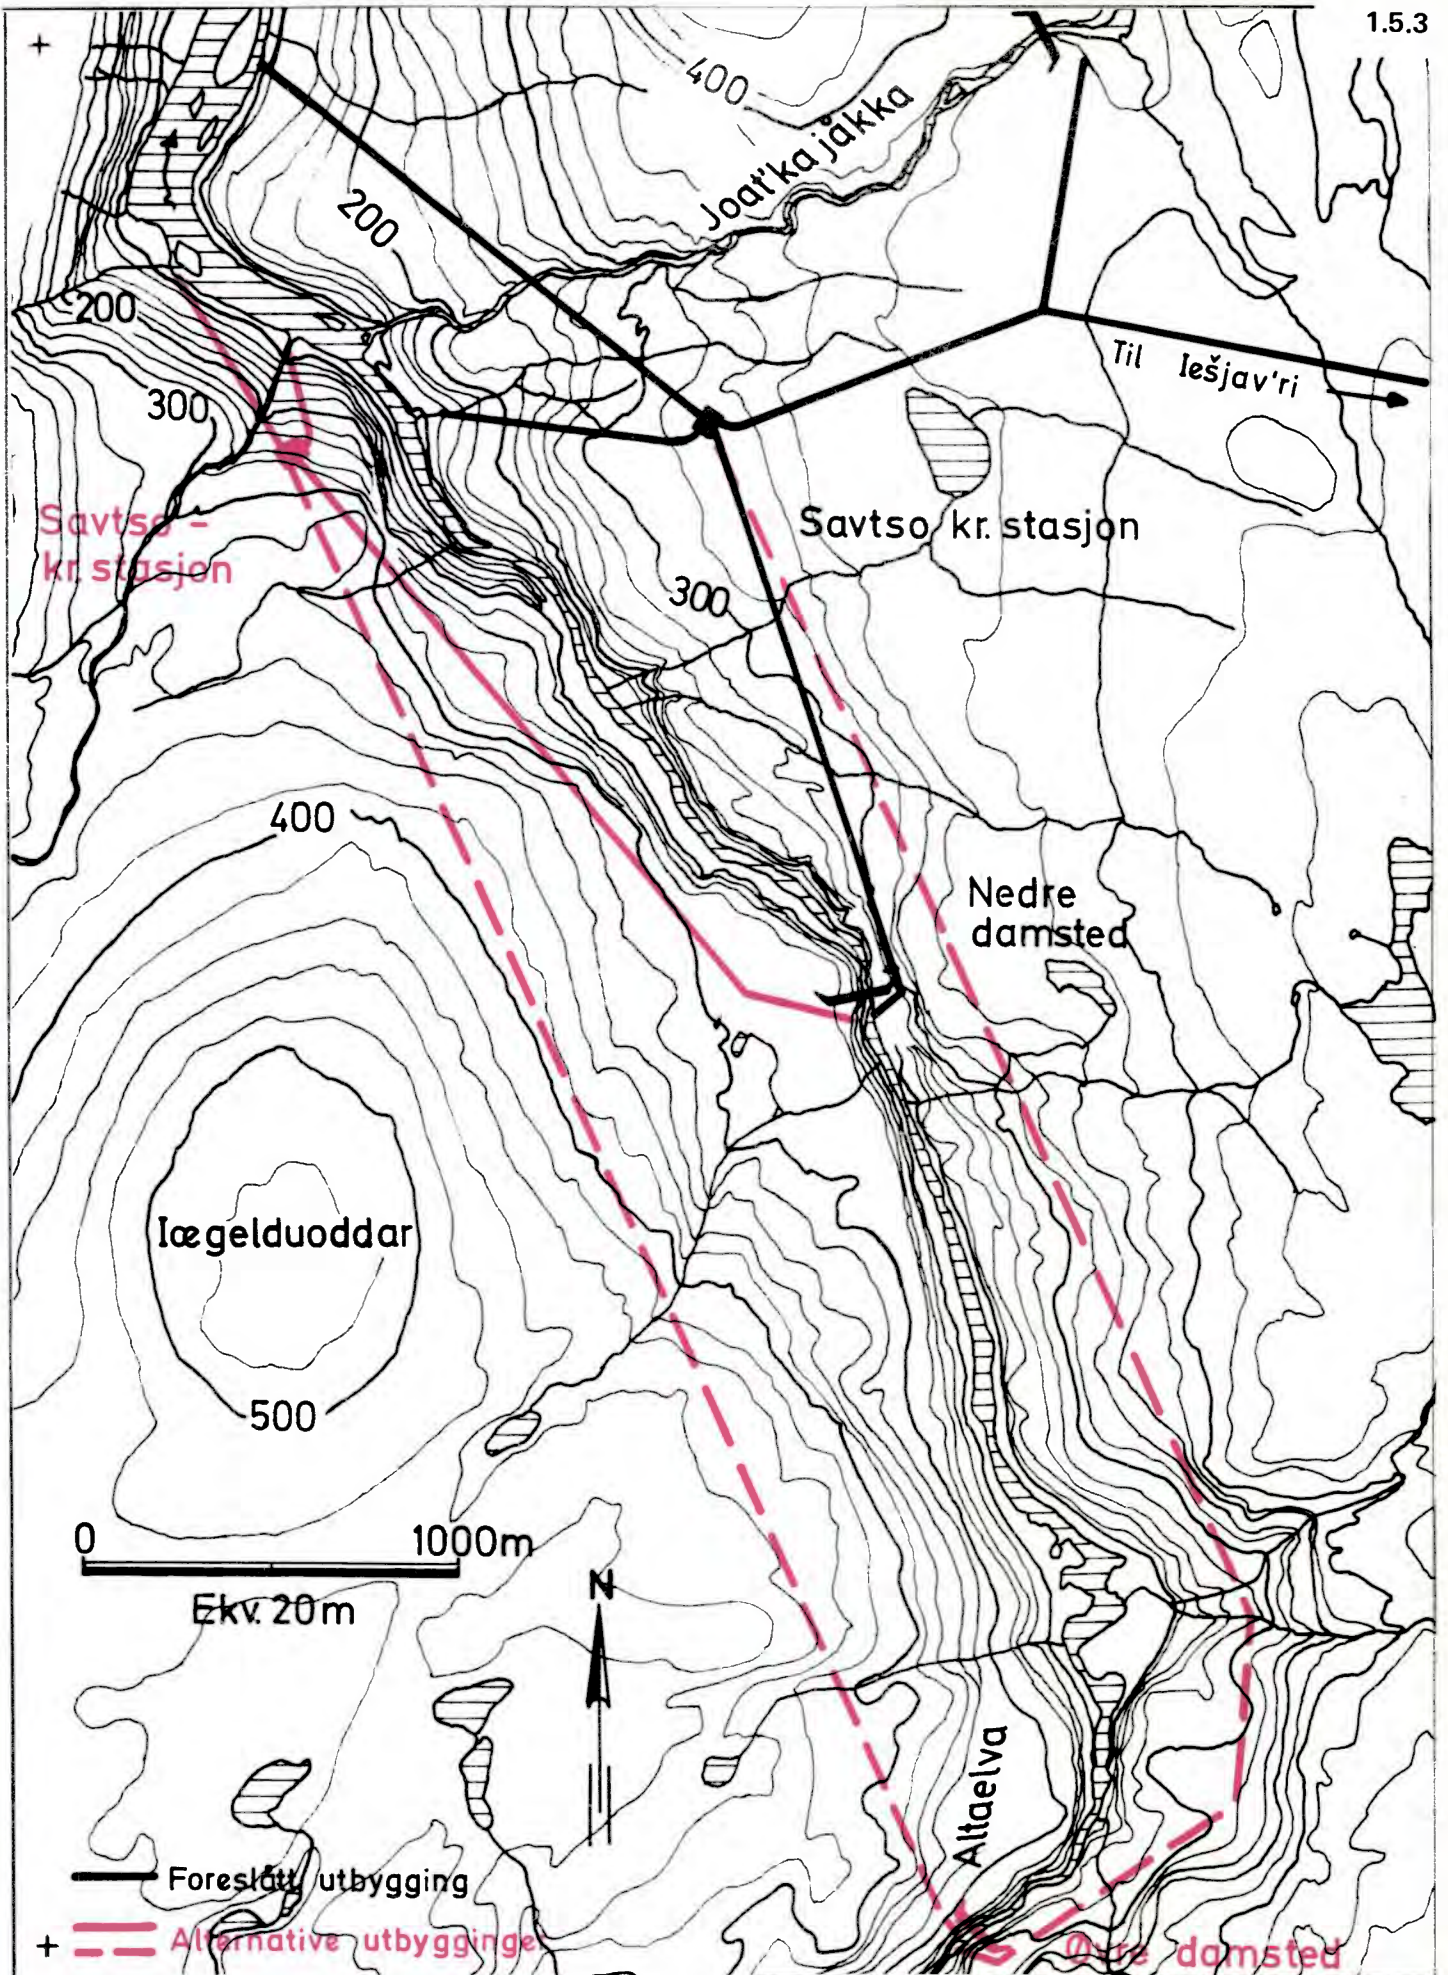 1.5.3
400
Joat'ka jåkka
200
200
Til Iešjav'ri
300
Savtso -
kr. stasjon
Savtso kr. stasjon
300
400
Nedre
damsted
Iægelduoddar
500
0 1000m
Ekv. 20m
N
Altaelva
Foreslått utbygging
Alternative utbygginge
Øvre damsted